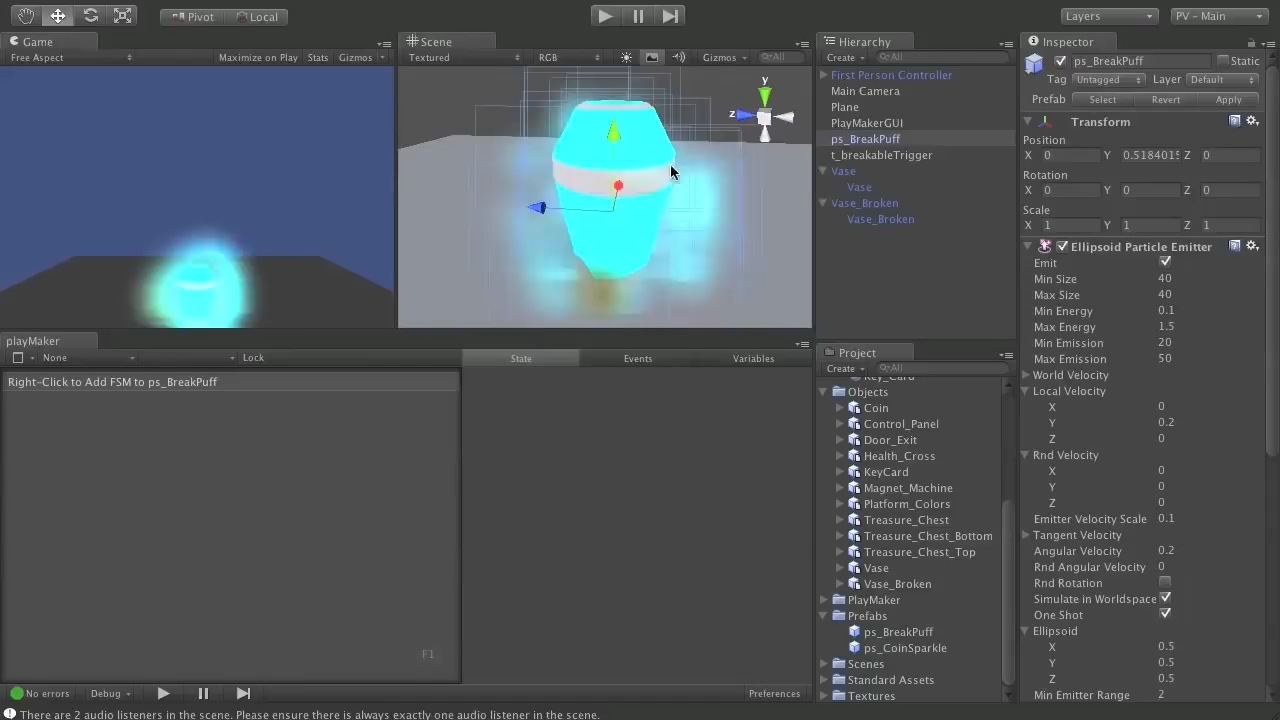 Pivot Local Layers PV - Main
Game
Free Aspect Maximize on Play Stats Gizmos
Scene
Textured RGB Gizmos All
y
z
Hierarchy
Create All
First Person Controller
Main Camera
Plane
PlayMakerGUI
ps_BreakPuff
t_breakableTrigger
Vase
Vase
Vase_Broken
Vase_Broken
playMaker
None Lock
State Events Variables
Right-Click to Add FSM to ps_BreakPuff
F1
No errors Debug Preferences
Project
Create All
Key_Card
Objects
Coin
Control_Panel
Door_Exit
Health_Cross
KeyCard
Magnet_Machine
Platform_Colors
Treasure_Chest
Treasure_Chest_Bottom
Treasure_Chest_Top
Vase
Vase_Broken
PlayMaker
Prefabs
ps_BreakPuff
ps_CoinSparkle
Scenes
Standard Assets
Textures
Inspector
ps_BreakPuff Static
Tag Untagged Layer Default
Prefab Select Revert Apply
Transform
Position
X 0 Y 0.5184015 Z 0
Rotation
X 0 Y 0 Z 0
Scale
X 1 Y 1 Z 1
Ellipsoid Particle Emitter
Emit
Min Size 40
Max Size 40
Min Energy 0.1
Max Energy 1.5
Min Emission 20
Max Emission 50
World Velocity
Local Velocity
X 0
Y 0.2
Z 0
Rnd Velocity
X 0
Y 0
Z 0
Emitter Velocity Scale 0.1
Tangent Velocity
Angular Velocity 0.2
Rnd Angular Velocity 0
Rnd Rotation
Simulate in Worldspace
One Shot
Ellipsoid
X 0.5
Y 0.5
Z 0.5
Min Emitter Range 2
There are 2 audio listeners in the scene. Please ensure there is always exactly one audio listener in the scene.